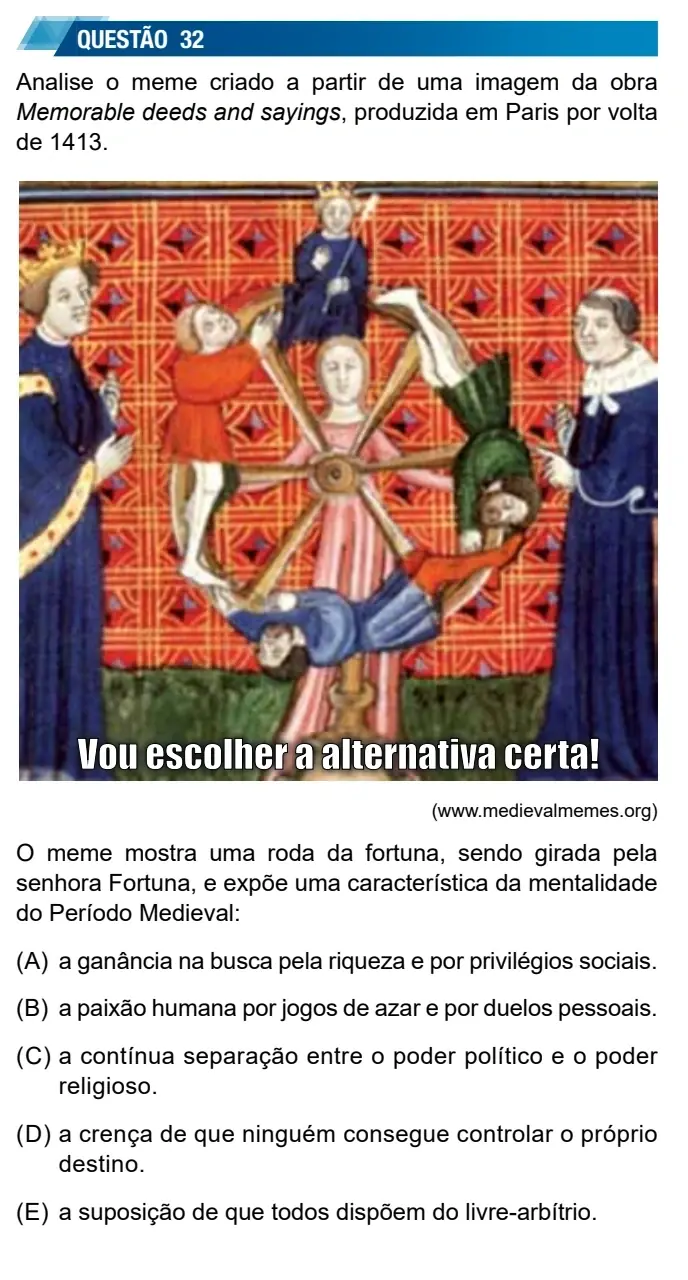 QUESTÃO 32
Analise o meme criado a partir de uma imagem da obra
Memorable deeds and sayings, produzida em Paris por volta
de 1413.
Vou escolher a alternativa certa!
(www.medievalmemes.org)
O meme mostra uma roda da fortuna, sendo girada pela
senhora Fortuna, e expõe uma característica da mentalidade
do Período Medieval:
(A) a ganância na busca pela riqueza e por privilégios sociais.
(B) a paixão humana por jogos de azar e por duelos pessoais.
(C) a contínua separação entre o poder político e o poder
religioso.
(D) a crença de que ninguém consegue controlar o próprio
destino.
(E) a suposição de que todos dispõem do livre-arbítrio.